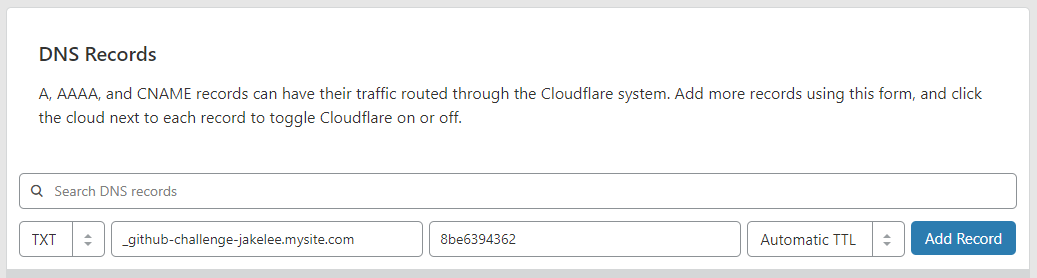 DNS Records
A, AAAA, and CNAME records can have their traffic routed through the Cloudflare system. Add more records using this form, and click
the cloud next to each record to toggle Cloudflare on or off.
Search DNS records
TXT _github-challenge-jakelee.mysite.com 8be6394362 Automatic TTL Add Record